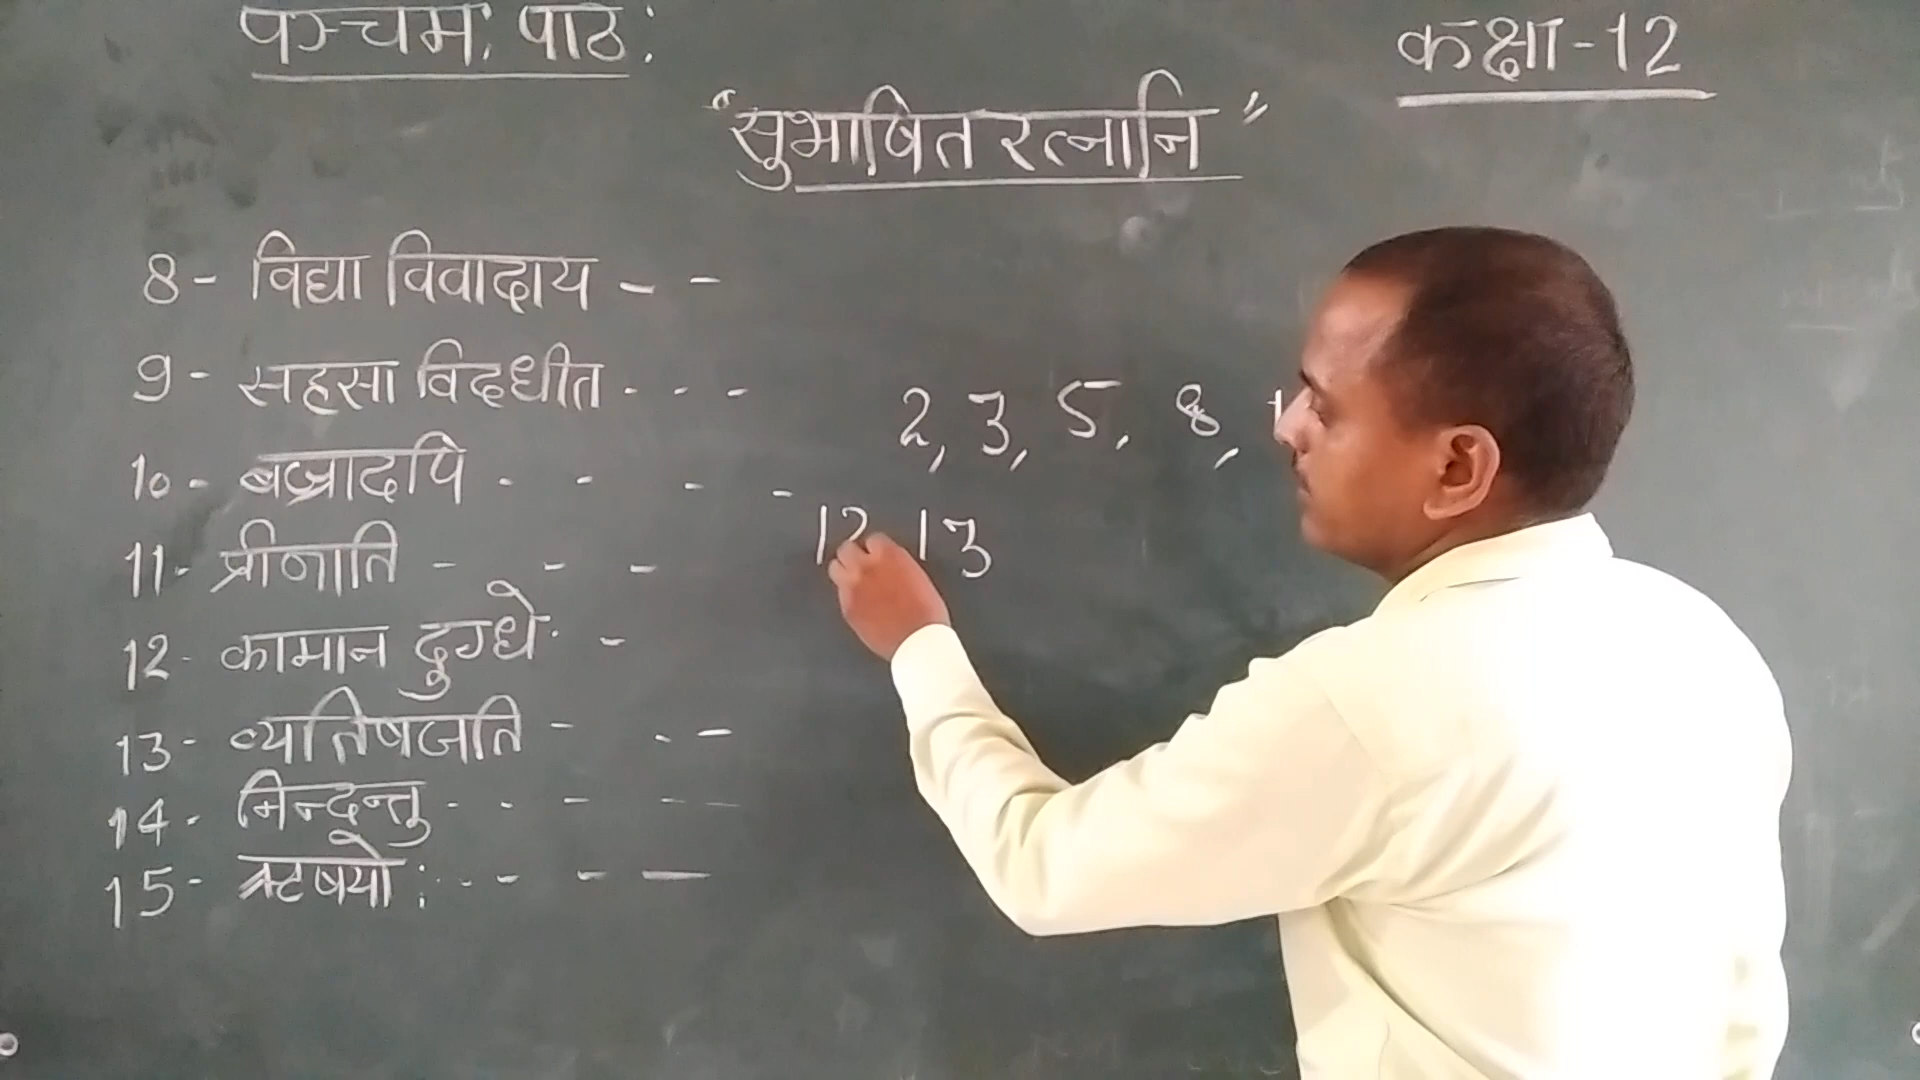 पञ्चमः पाठ:
कक्षा-12
"सुभाषित रत्नानि"
8- विद्या विवादाय - -
9- सहसा विदधीत - - -
10- बज्रादपि - - - -
11- प्रीणाति - - -
12- कामान दुग्धे - -
13- व्यतिषजति - - -
14- निन्दन्तु - - - - -
15- ऋषयो: - - - -
2, 3, 5, 8,
12 13